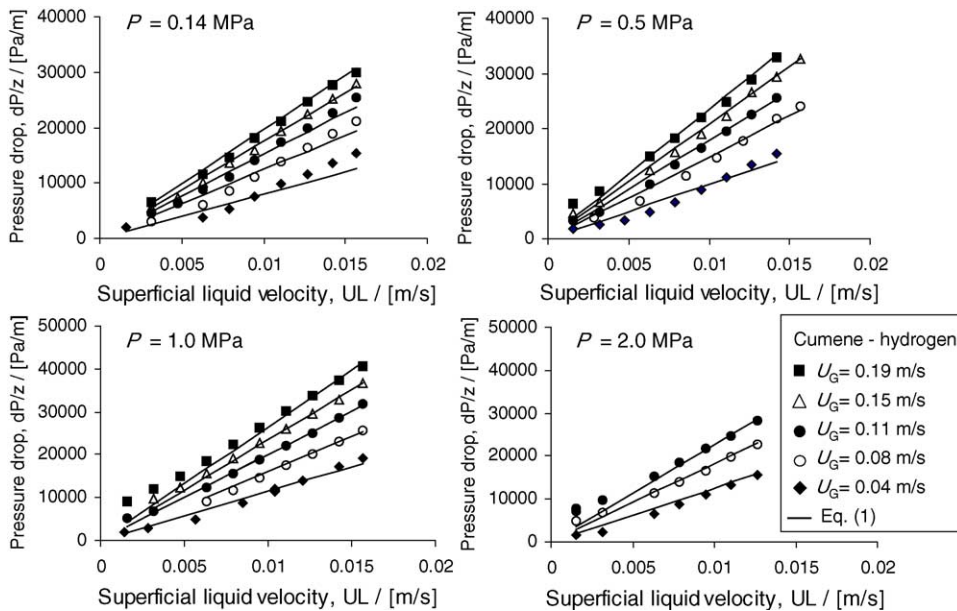 P = 0.14 MPa
Pressure drop, dP/z / [Pa/m]
40000
30000
20000
10000
0
0 0.005 0.01 0.015 0.02
Superficial liquid velocity, UL / [m/s]
P = 0.5 MPa
Pressure drop, dP/z / [Pa/m]
40000
30000
20000
10000
0
0 0.005 0.01 0.015 0.02
Superficial liquid velocity, UL / [m/s]
P = 1.0 MPa
Pressure drop, dP/z / [Pa/m]
50000
40000
30000
20000
10000
0
0 0.005 0.01 0.015 0.02
Superficial liquid velocity, UL / [m/s]
P = 2.0 MPa
Pressure drop, dP/z / [Pa/m]
50000
40000
30000
20000
10000
0
0 0.005 0.01 0.015 0.02
Superficial liquid velocity, UL / [m/s]
Cumene - hydrogen
UG= 0.19 m/s
UG= 0.15 m/s
UG= 0.11 m/s
UG= 0.08 m/s
UG= 0.04 m/s
Eq. (1)